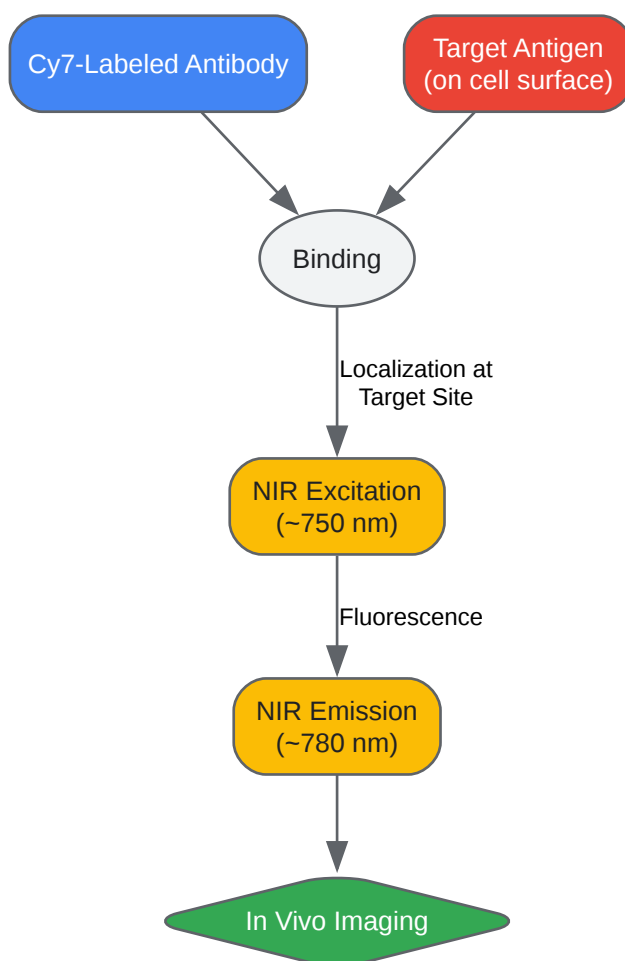 Cy7-Labeled Antibody
Target Antigen
(on cell surface)
Binding
Localization at
Target Site
NIR Excitation
(~750 nm)
Fluorescence
NIR Emission
(~780 nm)
In Vivo Imaging